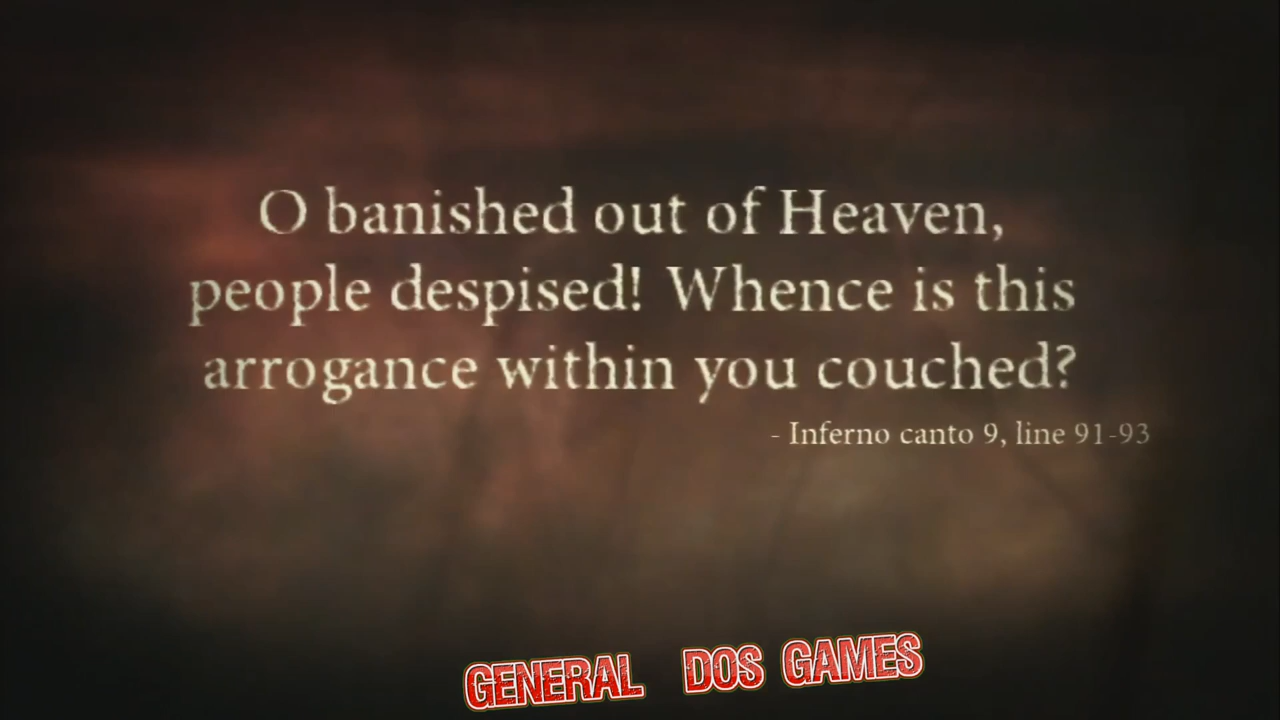 O banished out of Heaven,
people despised! Whence is this
arrogance within you couched?
- Inferno canto 9, line 91-93
GENERAL DOS GAMES